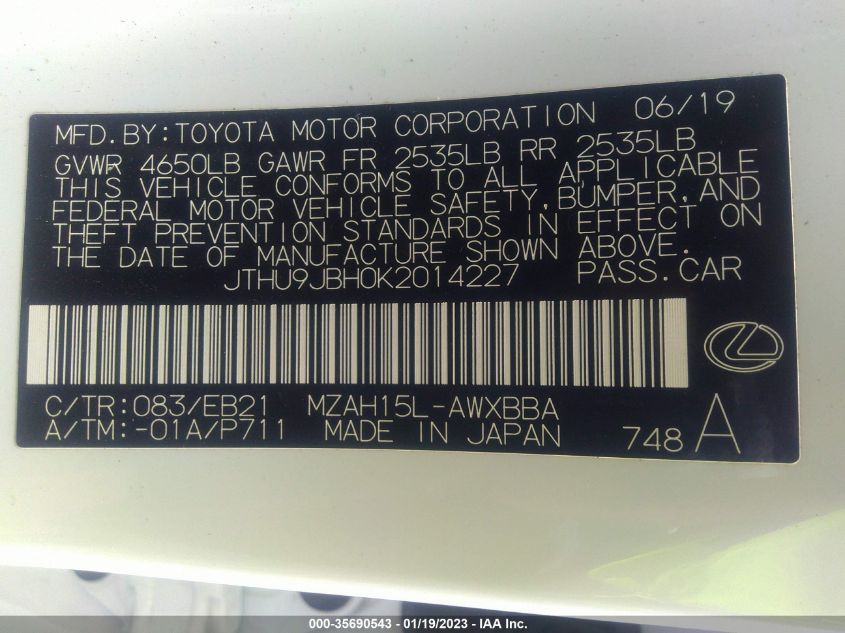 MFD.BY:TOYOTA MOTOR CORPORATION 06/19
GVWR 4650LB GAWR FR 2535LB RR 2535LB
THIS VEHICLE CONFORMS TO ALL APPLICABLE
FEDERAL MOTOR VEHICLE SAFETY,BUMPER,AND
THEFT PREVENTION STANDARDS IN EFFECT ON
THE DATE OF MANUFACTURE SHOWN ABOVE.
JTHU9JBH0K2014227 PASS.CAR
C/TR:083/EB21 MZAH15L-AWXBBA
A/TM:-01A/P711 MADE IN JAPAN 748 A
000-35690543 - 01/19/2023 - IAA Inc.